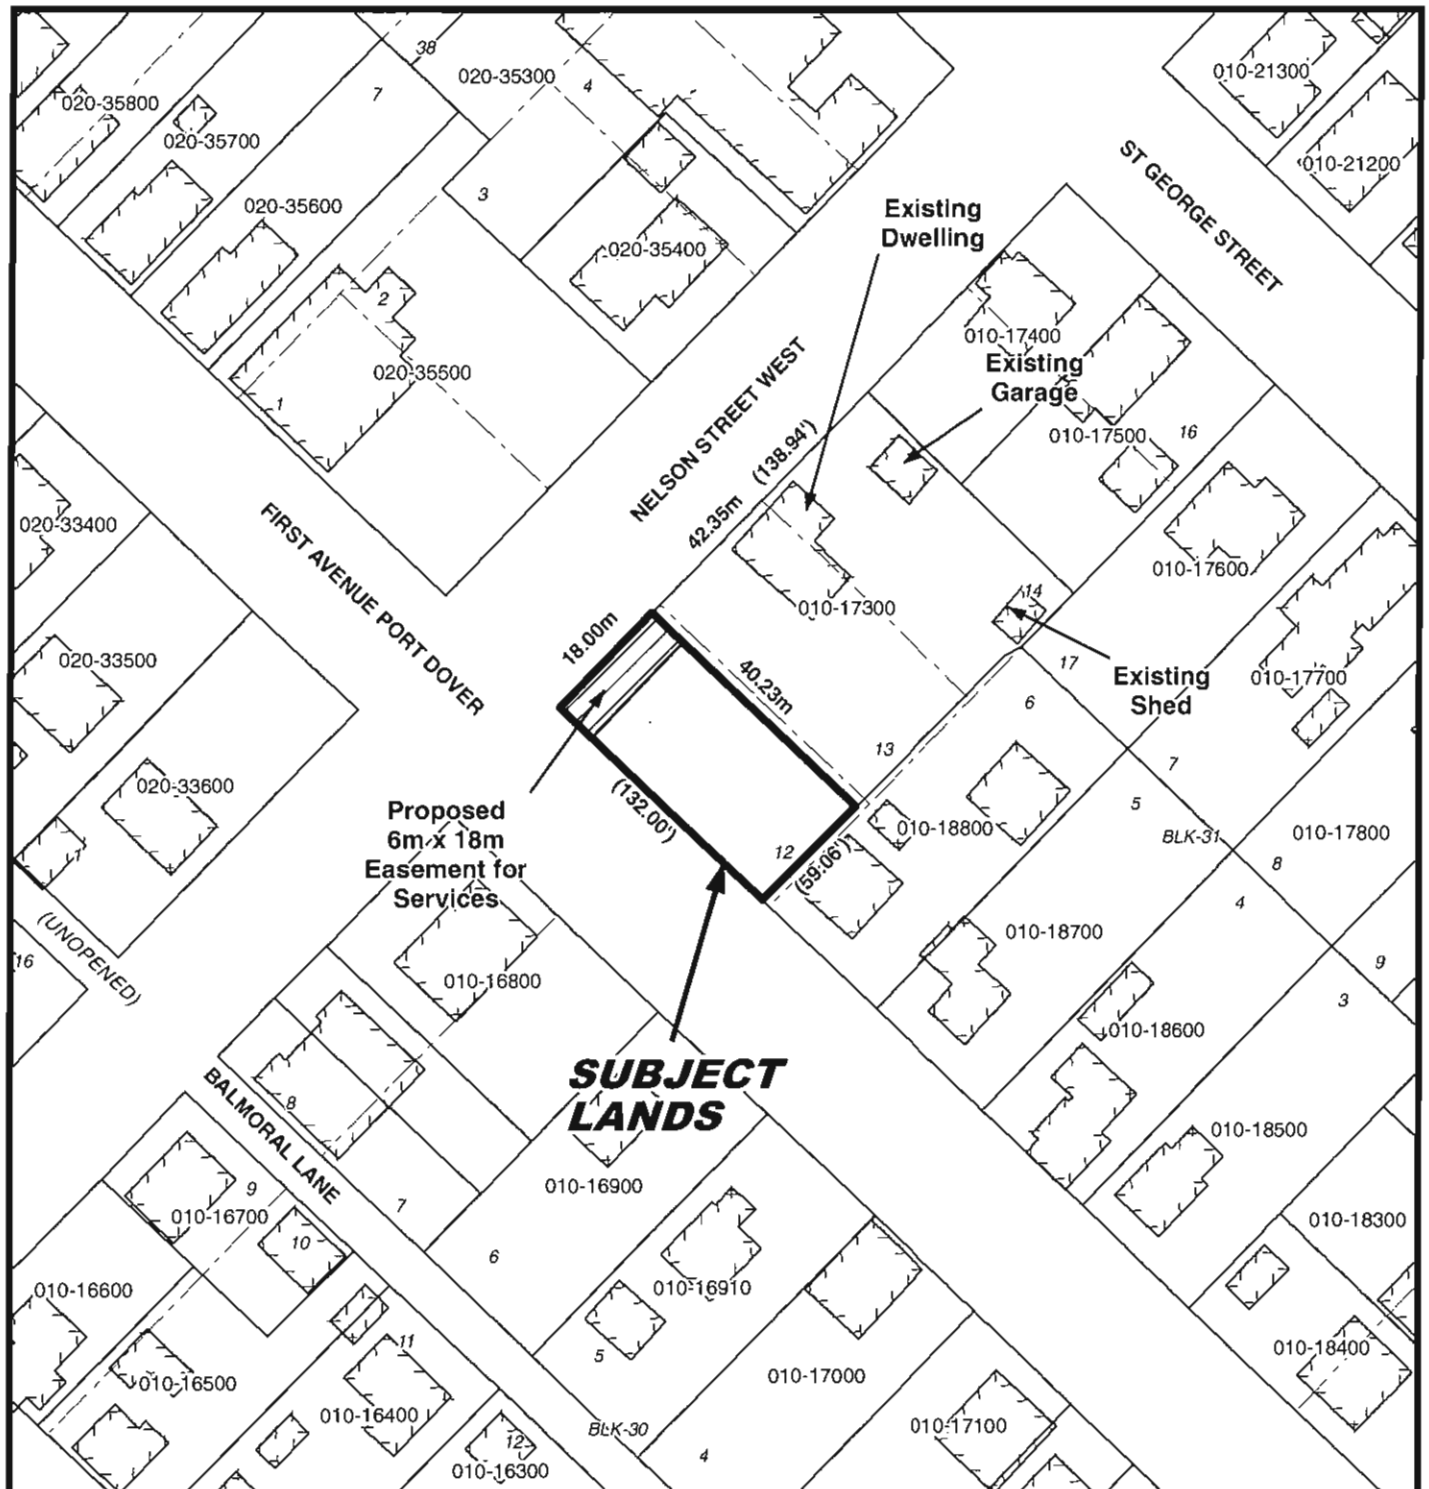 38
020-35300
4
7
020-35800
020-35700
010-21300
010-21200
ST GEORGE STREET
3
020-35600
020-35400
Existing
Dwelling
2
020-35500
1
010-17400
Existing
Garage
010-17500
16
NELSON STREET WEST
(138.94')
42.35m
020-33400
FIRST AVENUE PORT DOVER
010-17600
14
010-17300
18.00m
40.23m
020-33500
17
Existing
Shed
010-17700
6
13
7
020-33600
Proposed
6m x 18m
Easement for
Services
(132.00')
12
(59:06')
010-18800
5
BLK-31
010-17800
8
4
1
(UNOPENED)
16
010-18700
9
3
010-16800
010-18600
SUBJECT
LANDS
8
BALMORAL LANE
010-18500
010-16900
9
010-16700
7
10
6
010-18300
010-16600
010-16910
11
5
010-18400
010-16500
010-17000
010-16400
BLK-30
010-17100
12
4
010-16300